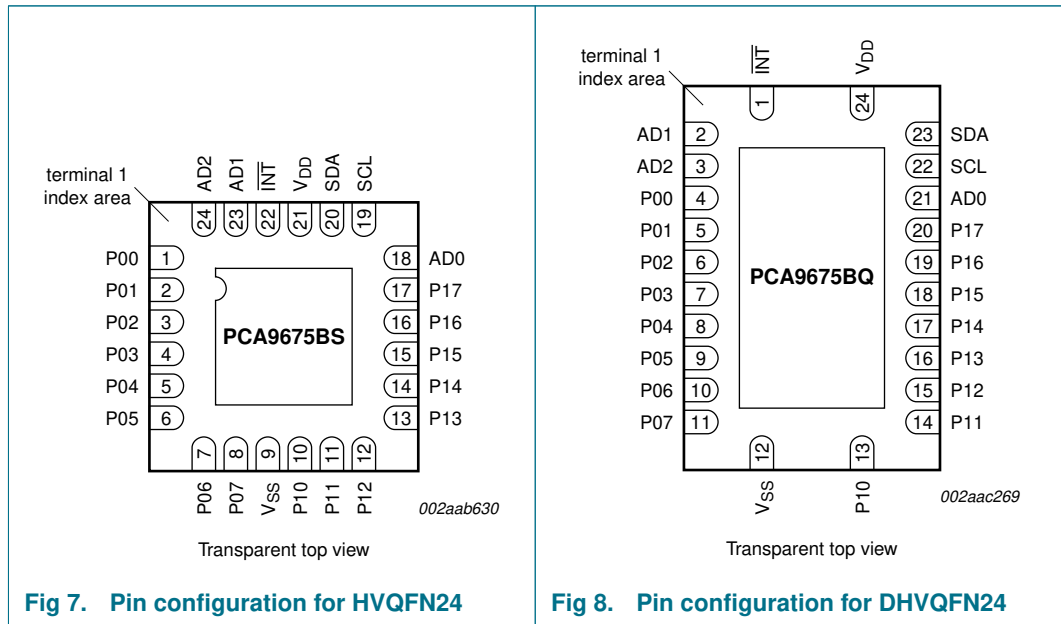 terminal 1
index area
AD2
AD1
INT
VDD
SDA
SCL
24
23
22
21
20
19
P00 1
P01 2
P02 3
P03 4
P04 5
P05 6
18 AD0
17 P17
16 P16
15 P15
14 P14
13 P13
PCA9675BS
7
8
9
10
11
12
P06
P07
VSS
P10
P11
P12
002aab630
Transparent top view
Fig 7. Pin configuration for HVQFN24
terminal 1
index area
INT
VDD
1
24
AD1 2
AD2 3
P00 4
P01 5
P02 6
P03 7
P04 8
P05 9
P06 10
P07 11
23 SDA
22 SCL
21 AD0
20 P17
19 P16
18 P15
17 P14
16 P13
15 P12
14 P11
PCA9675BQ
12
13
VSS
P10
002aac269
Transparent top view
Fig 8. Pin configuration for DHVQFN24